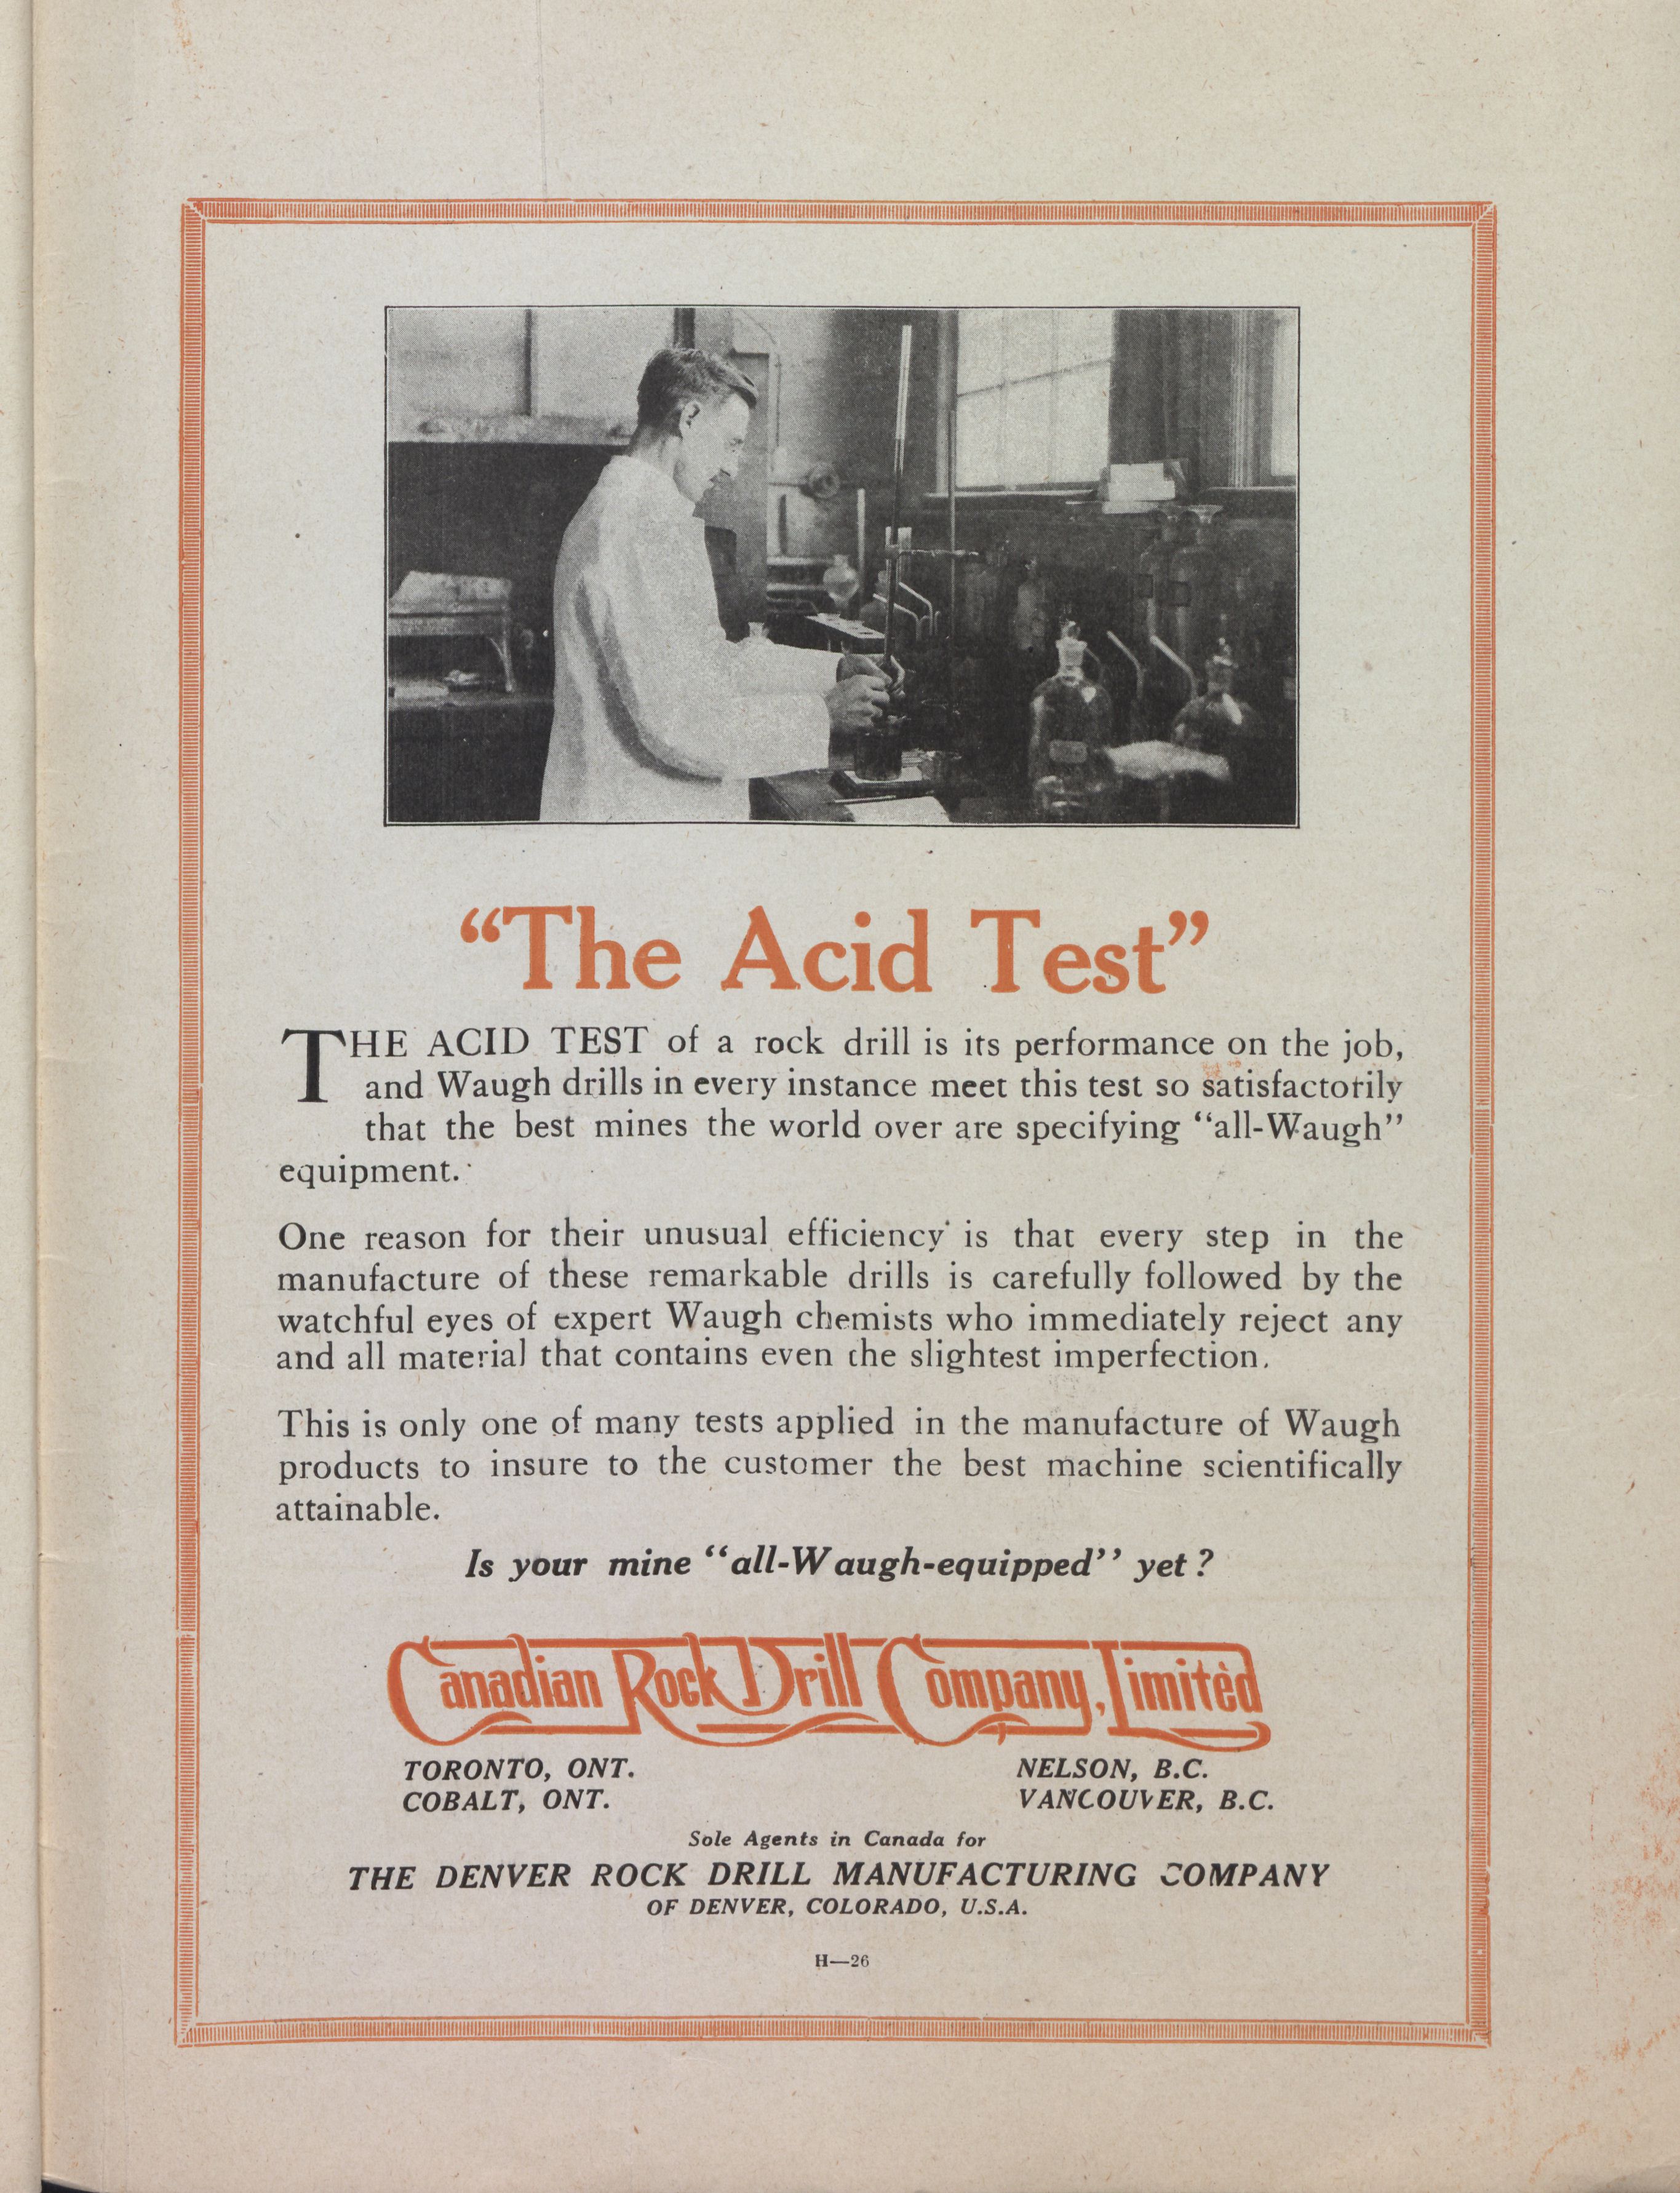 “The Acid Test”
THE ACID TEST of a rock drill is its performance on the job,
and Waugh drills in every instance meet this test so satisfactorily
that the best mines the world over are specifying “all-Waugh”
equipment.
One reason for their unusual efficiency is that every step in the
manufacture of these remarkable drills is carefully followed by the
watchful eyes of expert Waugh chemists who immediately reject any
and all material that contains even the slightest imperfection.
This is only one of many tests applied in the manufacture of Waugh
products to insure to the customer the best machine scientifically
attainable.
Is your mine “all-Waugh-equipped” yet?
Canadian Rock Drill Company, Limited
TORONTO, ONT. NELSON, B.C.
COBALT, ONT. VANCOUVER, B.C.
Sole Agents in Canada for
THE DENVER ROCK DRILL MANUFACTURING COMPANY
OF DENVER, COLORADO, U.S.A.
H—26